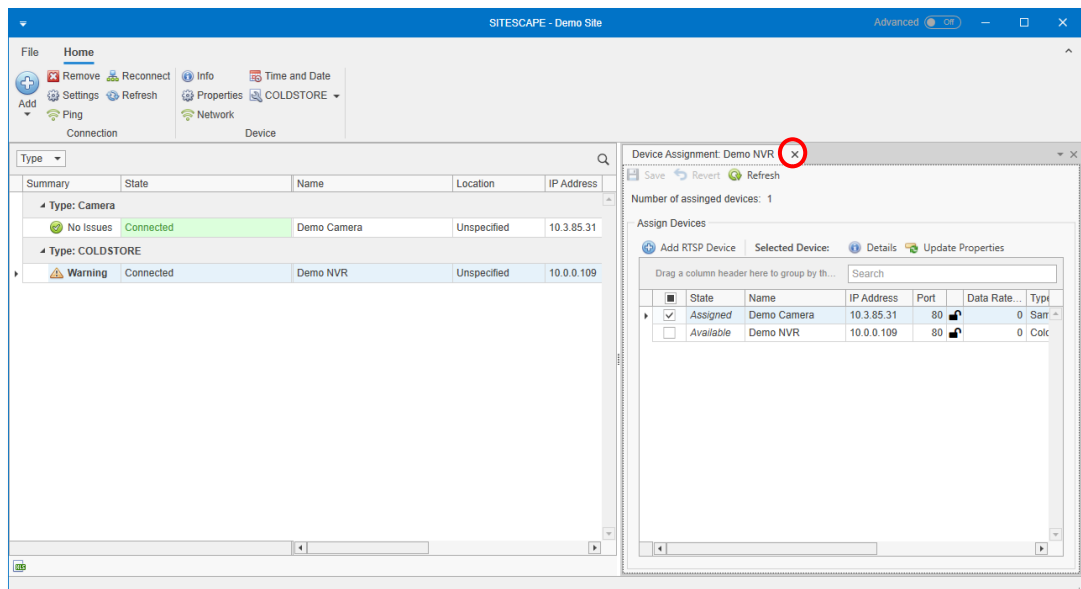 SITESCAPE - Demo Site
Advanced Off
File Home
Add
Remove Reconnect
Settings Refresh
Ping
Connection
Info Time and Date
Properties COLDSTORE
Network
Device
Type
Summary State Name Location IP Address
Type: Camera
No Issues Connected Demo Camera Unspecified 10.3.85.31
Type: COLDSTORE
Warning Connected Demo NVR Unspecified 10.0.0.109
Device Assignment: Demo NVR
Save Revert Refresh
Number of assinged devices: 1
Assign Devices
Add RTSP Device Selected Device: Details Update Properties
Drag a column header here to group by th... Search
State Name IP Address Port Data Rate... Type
Assigned Demo Camera 10.3.85.31 80 0 Sam
Available Demo NVR 10.0.0.109 80 0 Colc